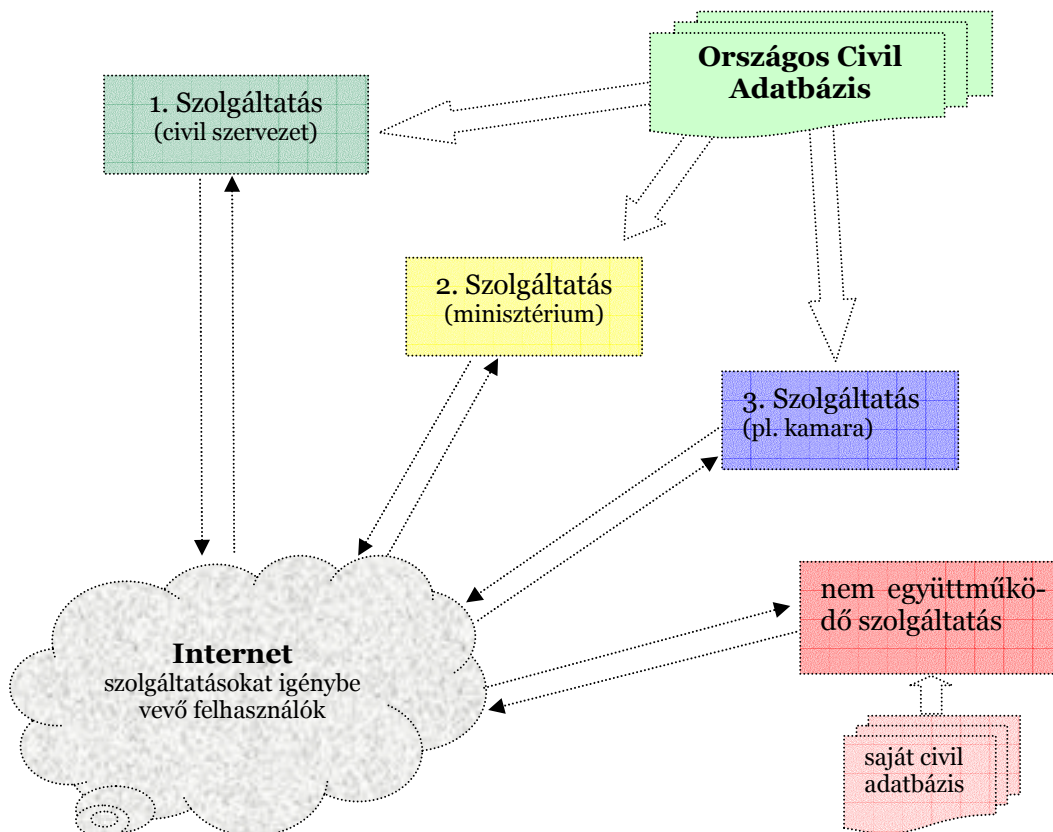 Országos Civil
Adatbázis
1. Szolgáltatás
(civil szervezet)
2. Szolgáltatás
(minisztérium)
3. Szolgáltatás
(pl. kamara)
nem együttműkö-
dő szolgáltatás
Internet
szolgáltatásokat igénybe
vevő felhasználók
saját civil
adatbázis